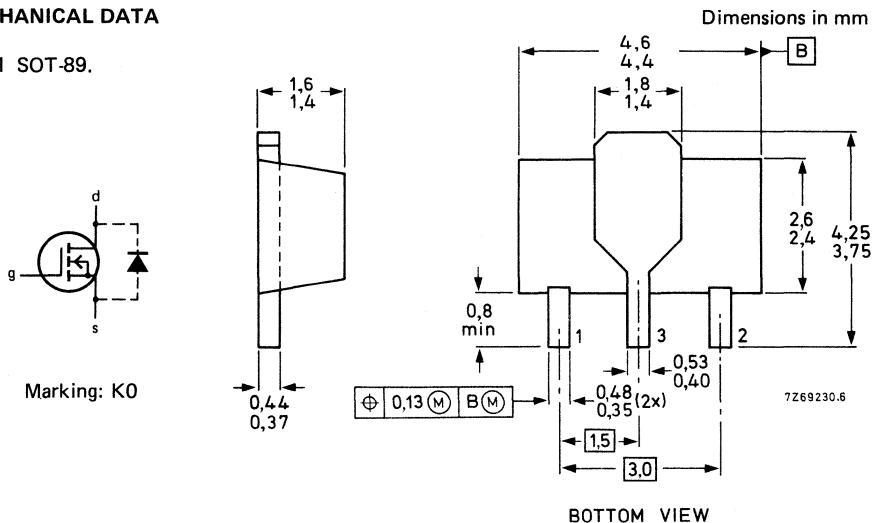 HANICAL DATA
Dimensions in mm
SOT-89.
4,6
4,4
B
1,6
1,4
1,8
1,4
d
g
s
2,6
2,4
4,25
3,75
0,8
min
1
3
2
Marking: K0
0,44
0,37
0,53
0,40
⌖ 0,13 Ⓜ B Ⓜ
0,48
0,35 (2x)
7Z69230.6
1,5
3,0
BOTTOM VIEW